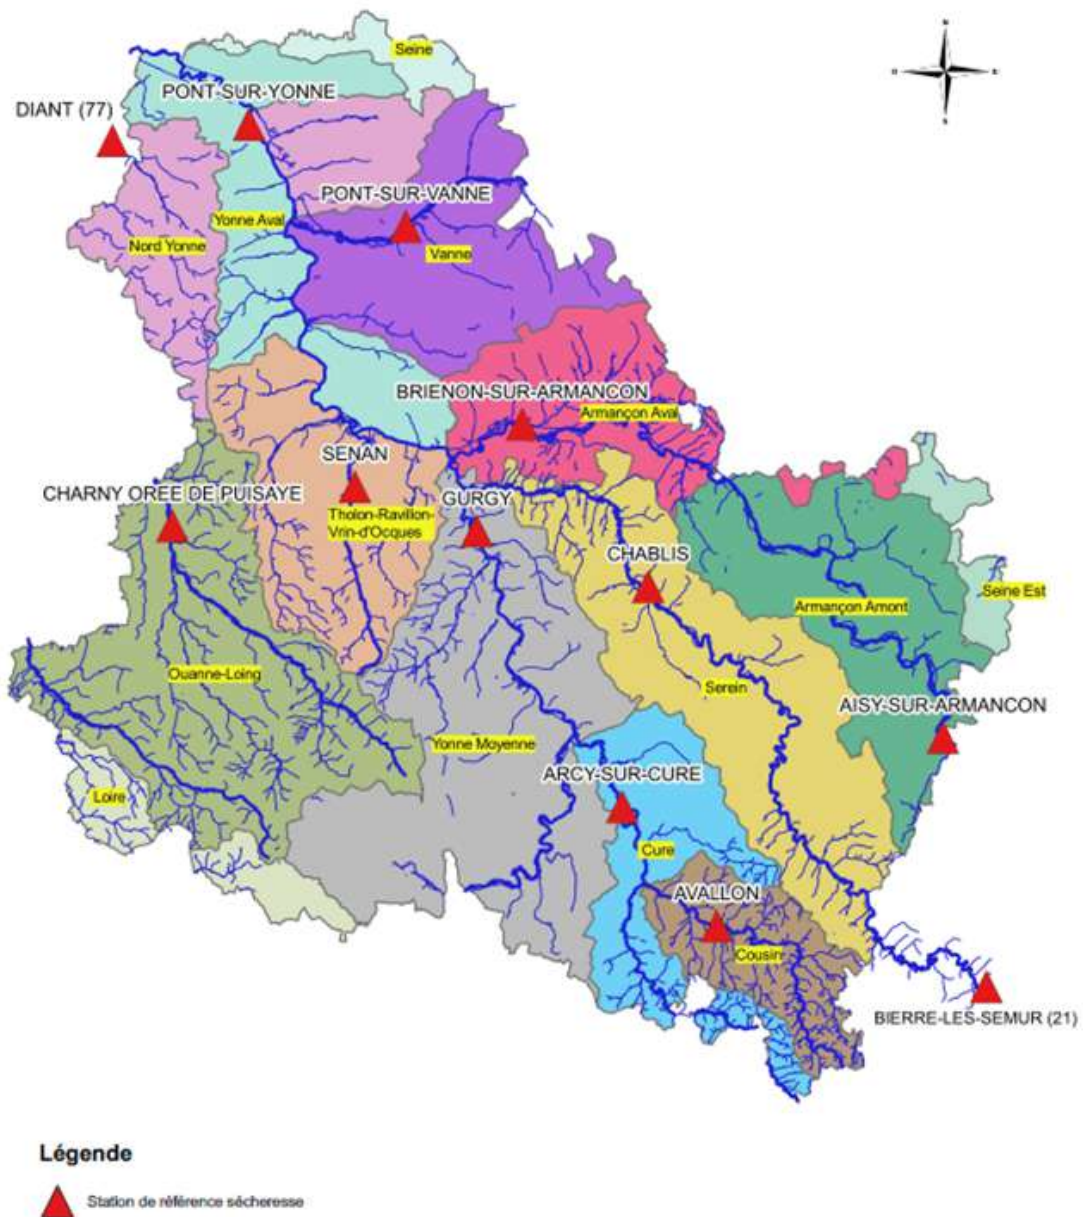 Seine
N
O
E
S
PONT-SUR-YONNE
DIANT (77)
PONT-SUR-VANNE
Yonne Aval
Nord Yonne
Vanne
BRIENON-SUR-ARMANCON
Armançon Aval
SENAN
CHARNY OREE DE PUISAYE
GURGY
Tholon-Ravillon-
Vrin-d'Ocques
CHABLIS
Seine Est
Armançon Amont
Ouanne-Loing
Serein
AISY-SUR-ARMANCON
Yonne Moyenne
ARCY-SUR-CURE
Loire
Cure
AVALLON
Cousin
BIERRE-LES-SEMUR (21)
Légende
Station de référence sécheresse